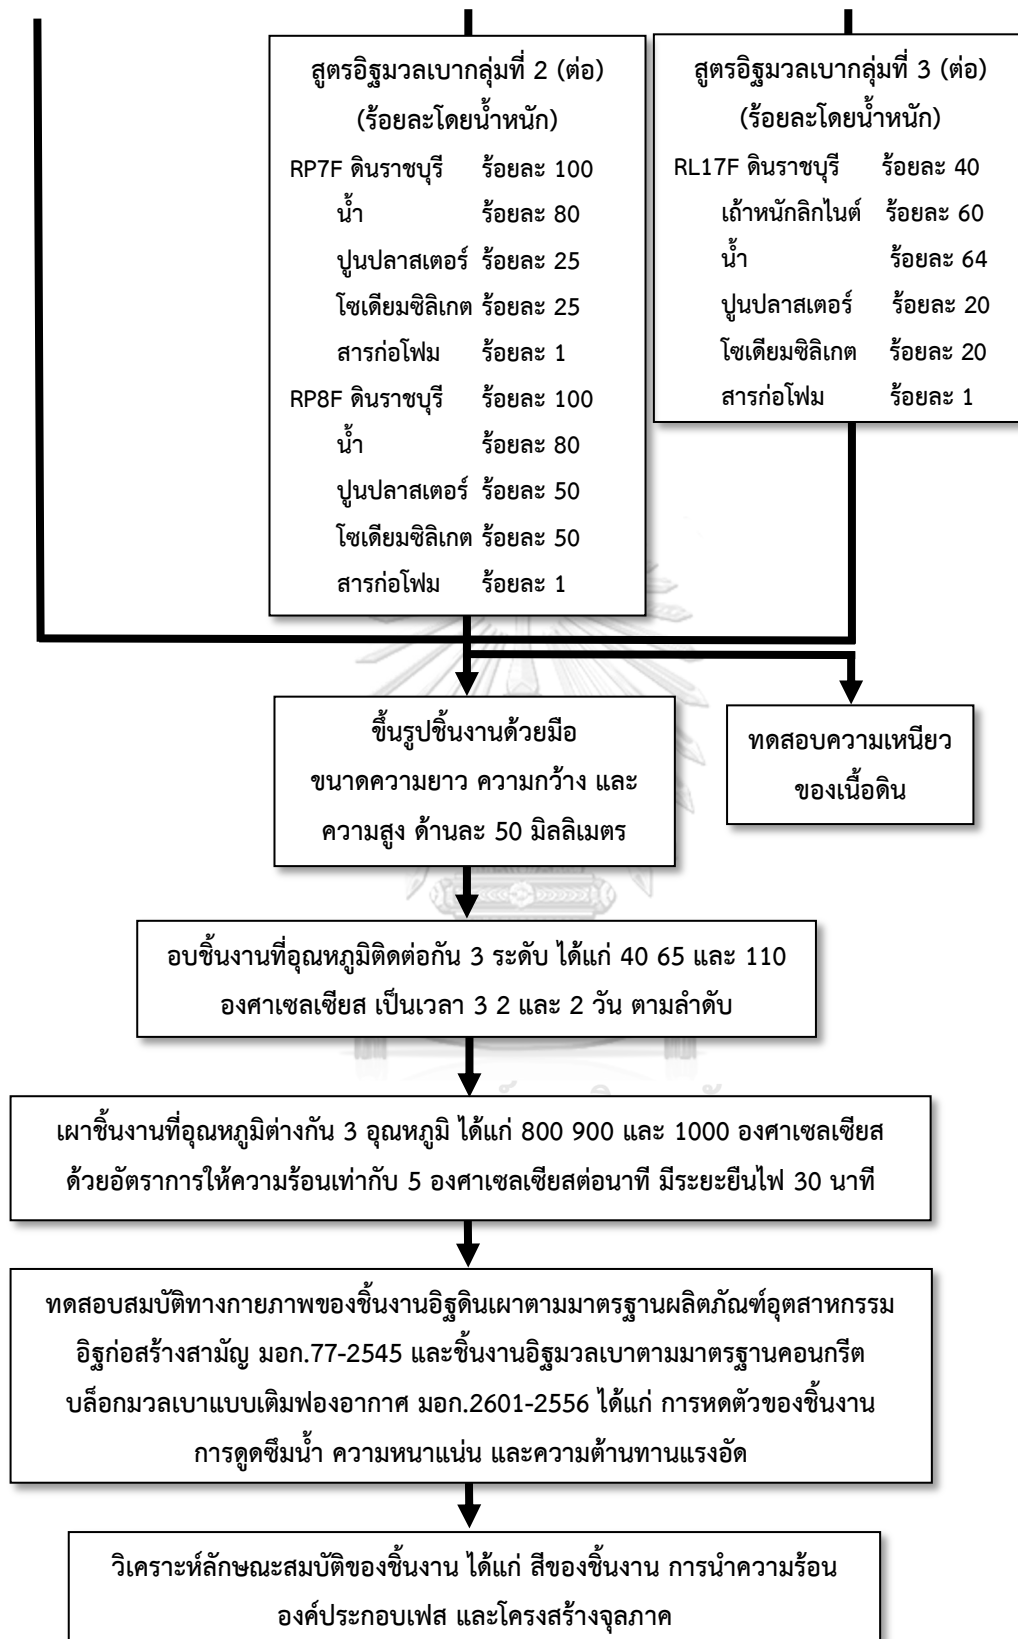 สูตรอิฐมวลเบากลุ่มที่ 2 (ต่อ)
(ร้อยละโดยน้ำหนัก)
RP7F ดินราชบุรี ร้อยละ 100
น้ำ ร้อยละ 80
ปูนปลาสเตอร์ ร้อยละ 25
โซเดียมซิลิเกต ร้อยละ 25
สารก่อโฟม ร้อยละ 1
RP8F ดินราชบุรี ร้อยละ 100
น้ำ ร้อยละ 80
ปูนปลาสเตอร์ ร้อยละ 50
โซเดียมซิลิเกต ร้อยละ 50
สารก่อโฟม ร้อยละ 1
สูตรอิฐมวลเบากลุ่มที่ 3 (ต่อ)
(ร้อยละโดยน้ำหนัก)
RL17F ดินราชบุรี ร้อยละ 40
เถ้าหนักลิกไนต์ ร้อยละ 60
น้ำ ร้อยละ 64
ปูนปลาสเตอร์ ร้อยละ 20
โซเดียมซิลิเกต ร้อยละ 20
สารก่อโฟม ร้อยละ 1
ขึ้นรูปชิ้นงานด้วยมือ
ขนาดความยาว ความกว้าง และ
ความสูง ด้านละ 50 มิลลิเมตร
ทดสอบความเหนียว
ของเนื้อดิน
อบชิ้นงานที่อุณหภูมิติดต่อกัน 3 ระดับ ได้แก่ 40 65 และ 110
องศาเซลเซียส เป็นเวลา 3 2 และ 2 วัน ตามลำดับ
เผาชิ้นงานที่อุณหภูมิต่างกัน 3 อุณหภูมิ ได้แก่ 800 900 และ 1000 องศาเซลเซียส
ด้วยอัตราการให้ความร้อนเท่ากับ 5 องศาเซลเซียสต่อนาที มีระยะยืนไฟ 30 นาที
ทดสอบสมบัติทางกายภาพของชิ้นงานอิฐดินเผาตามมาตรฐานผลิตภัณฑ์อุตสาหกรรม
อิฐก่อสร้างสามัญ มอก.77-2545 และชิ้นงานอิฐมวลเบาตามมาตรฐานคอนกรีต
บล็อกมวลเบาแบบเติมฟองอากาศ มอก.2601-2556 ได้แก่ การหดตัวของชิ้นงาน
การดูดซึมน้ำ ความหนาแน่น และความต้านทานแรงอัด
วิเคราะห์ลักษณะสมบัติของชิ้นงาน ได้แก่ สีของชิ้นงาน การนำความร้อน
องค์ประกอบเฟส และโครงสร้างจุลภาค